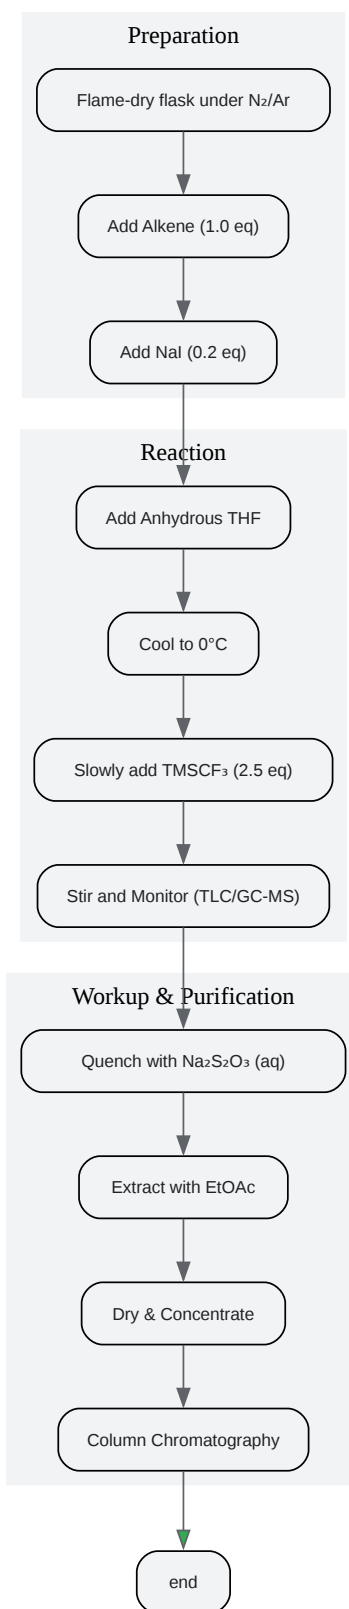 Preparation
Flame-dry flask under N₂/Ar
Add Alkene (1.0 eq)
Add NaI (0.2 eq)
Reaction
Add Anhydrous THF
Cool to 0°C
Slowly add TMSCF₃ (2.5 eq)
Stir and Monitor (TLC/GC-MS)
Workup & Purification
Quench with Na₂S₂O₃ (aq)
Extract with EtOAc
Dry & Concentrate
Column Chromatography
end